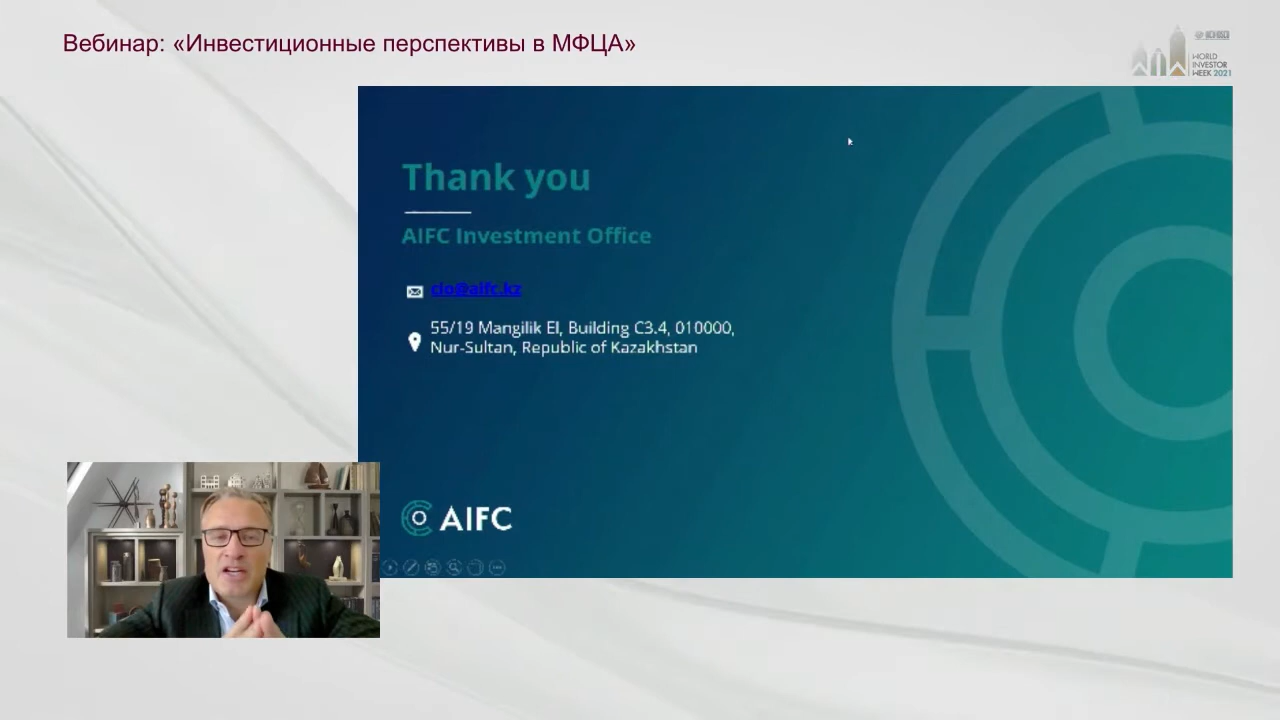 Вебинар: «Инвестиционные перспективы в МФЦА»
WORLD
INVESTOR
WEEK 2021
Thank you
AIFC Investment Office
cio@aifc.kz
55/19 Mangilik El, Building C3.4, 010000,
Nur-Sultan, Republic of Kazakhstan
AIFC